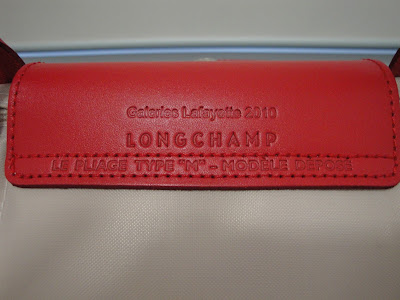 Galeries Lafayette 2010
LONGCHAMP
LE PLIAGE TYPE "M" - MODÈLE DÉPOSÉ